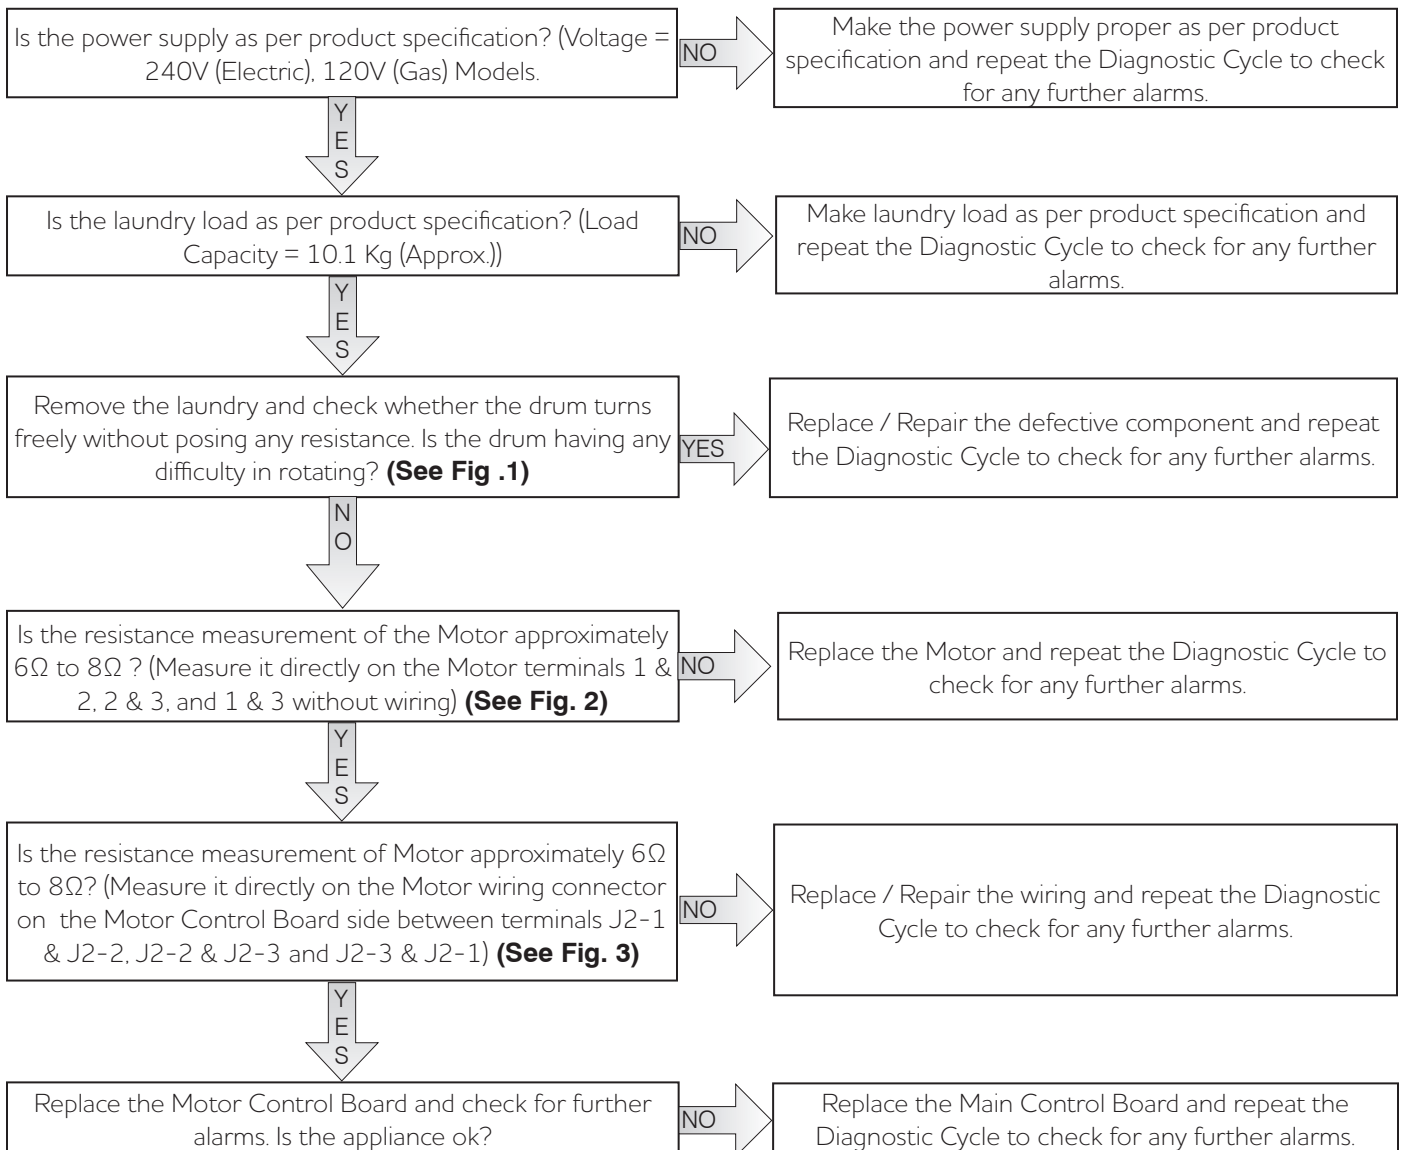 Is the power supply as per product specification? (Voltage =
240V (Electric), 120V (Gas) Models.
NO
Make the power supply proper as per product
specification and repeat the Diagnostic Cycle to check
for any further alarms.
Y
E
S
Is the laundry load as per product specification? (Load
Capacity = 10.1 Kg (Approx.))
NO
Make laundry load as per product specification and
repeat the Diagnostic Cycle to check for any further
alarms.
Y
E
S
Remove the laundry and check whether the drum turns
freely without posing any resistance. Is the drum having any
difficulty in rotating? (See Fig .1)
YES
Replace / Repair the defective component and repeat
the Diagnostic Cycle to check for any further alarms.
N
O
Is the resistance measurement of the Motor approximately
6Ω to 8Ω ? (Measure it directly on the Motor terminals 1 &
2, 2 & 3, and 1 & 3 without wiring) (See Fig. 2)
NO
Replace the Motor and repeat the Diagnostic Cycle to
check for any further alarms.
Y
E
S
Is the resistance measurement of Motor approximately 6Ω
to 8Ω? (Measure it directly on the Motor wiring connector
on the Motor Control Board side between terminals J2-1
& J2-2, J2-2 & J2-3 and J2-3 & J2-1) (See Fig. 3)
NO
Replace / Repair the wiring and repeat the Diagnostic
Cycle to check for any further alarms.
Y
E
S
Replace the Motor Control Board and check for further
alarms. Is the appliance ok?
NO
Replace the Main Control Board and repeat the
Diagnostic Cycle to check for any further alarms.